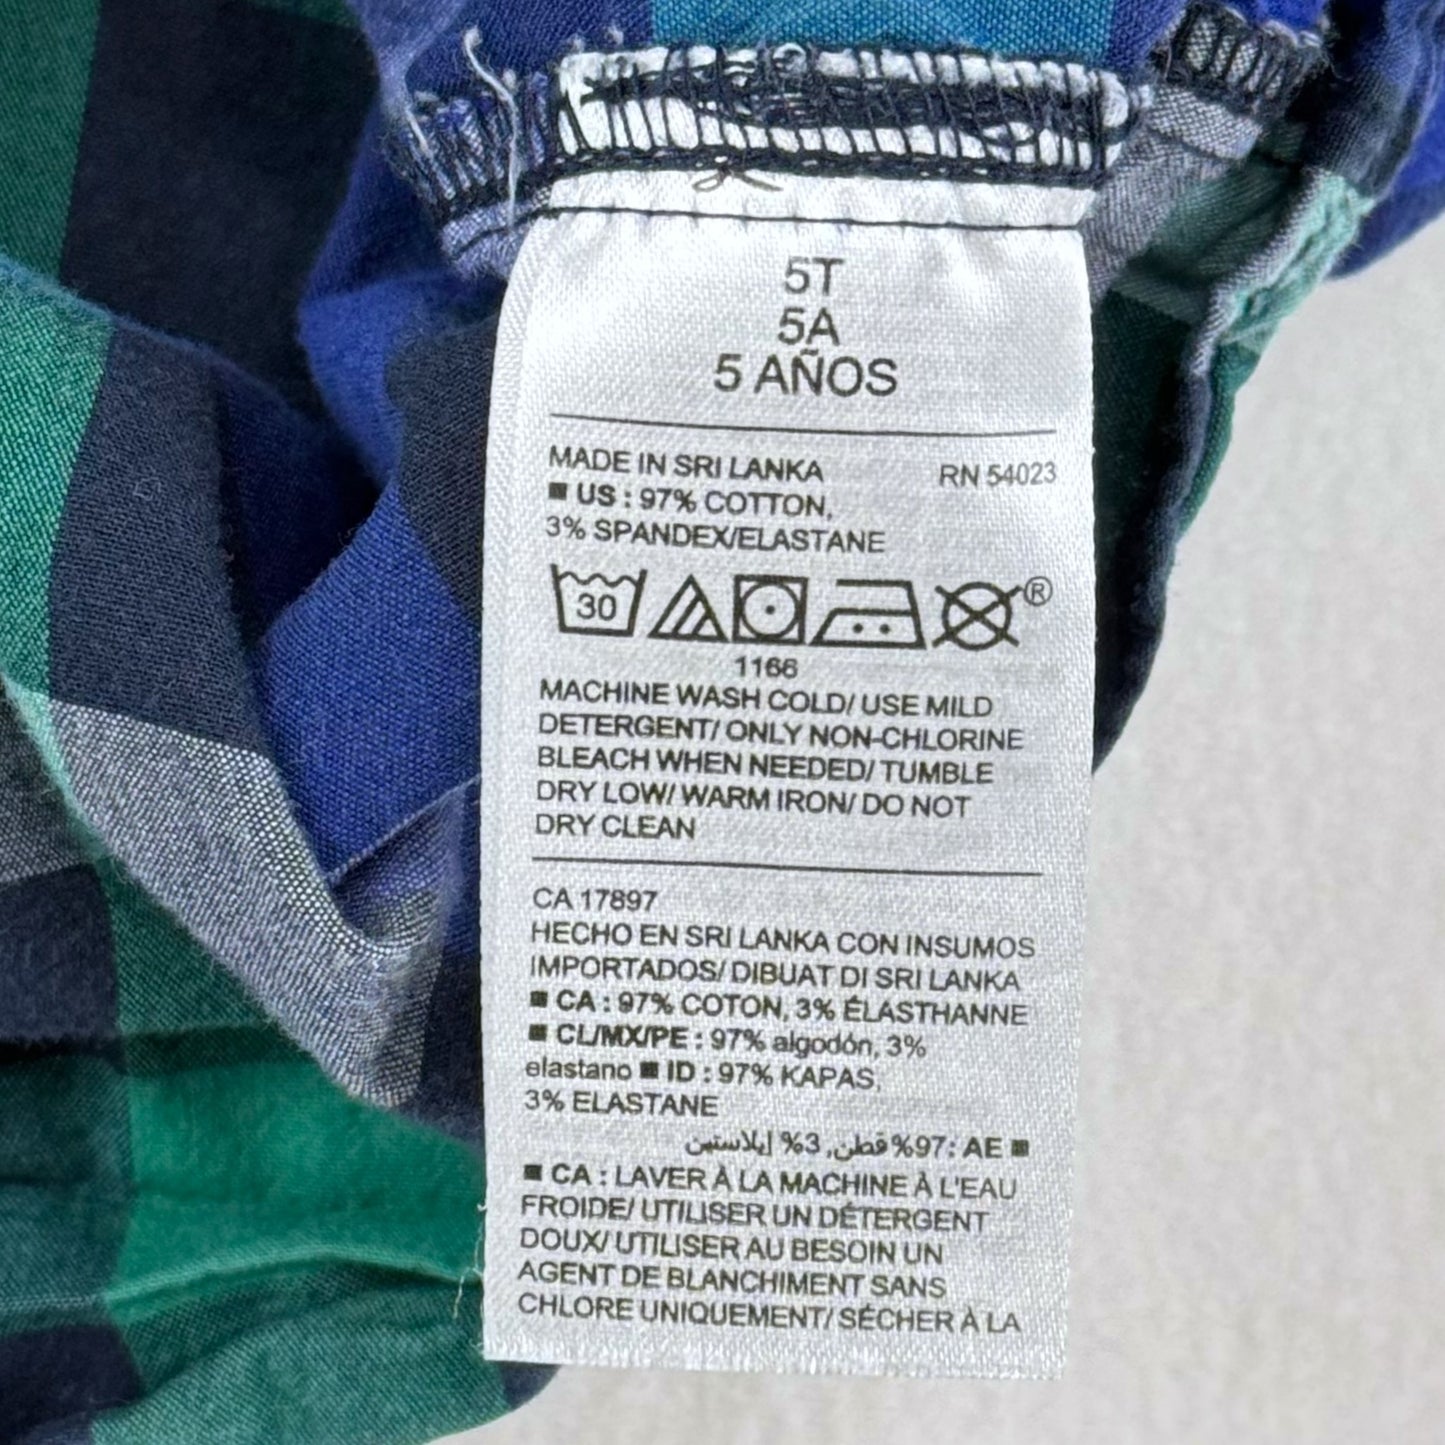 5T
5A
5 AÑOS
MADE IN SRI LANKA RN 54023
■ US : 97% COTTON,
3% SPANDEX/ELASTANE
30 ®
1166
MACHINE WASH COLD/ USE MILD
DETERGENT/ ONLY NON-CHLORINE
BLEACH WHEN NEEDED/ TUMBLE
DRY LOW/ WARM IRON/ DO NOT
DRY CLEAN
CA 17897
HECHO EN SRI LANKA CON INSUMOS
IMPORTADOS/ DIBUAT DI SRI LANKA
■ CA : 97% COTON, 3% ÉLASTHANNE
■ CL/MX/PE : 97% algodón, 3%
elastano ■ ID : 97% KAPAS,
3% ELASTANE
■ AE :97% قطن, 3% إيلاستين
■ CA : LAVER À LA MACHINE À L'EAU
FROIDE/ UTILISER UN DÉTERGENT
DOUX/ UTILISER AU BESOIN UN
AGENT DE BLANCHIMENT SANS
CHLORE UNIQUEMENT/ SÉCHER À LA